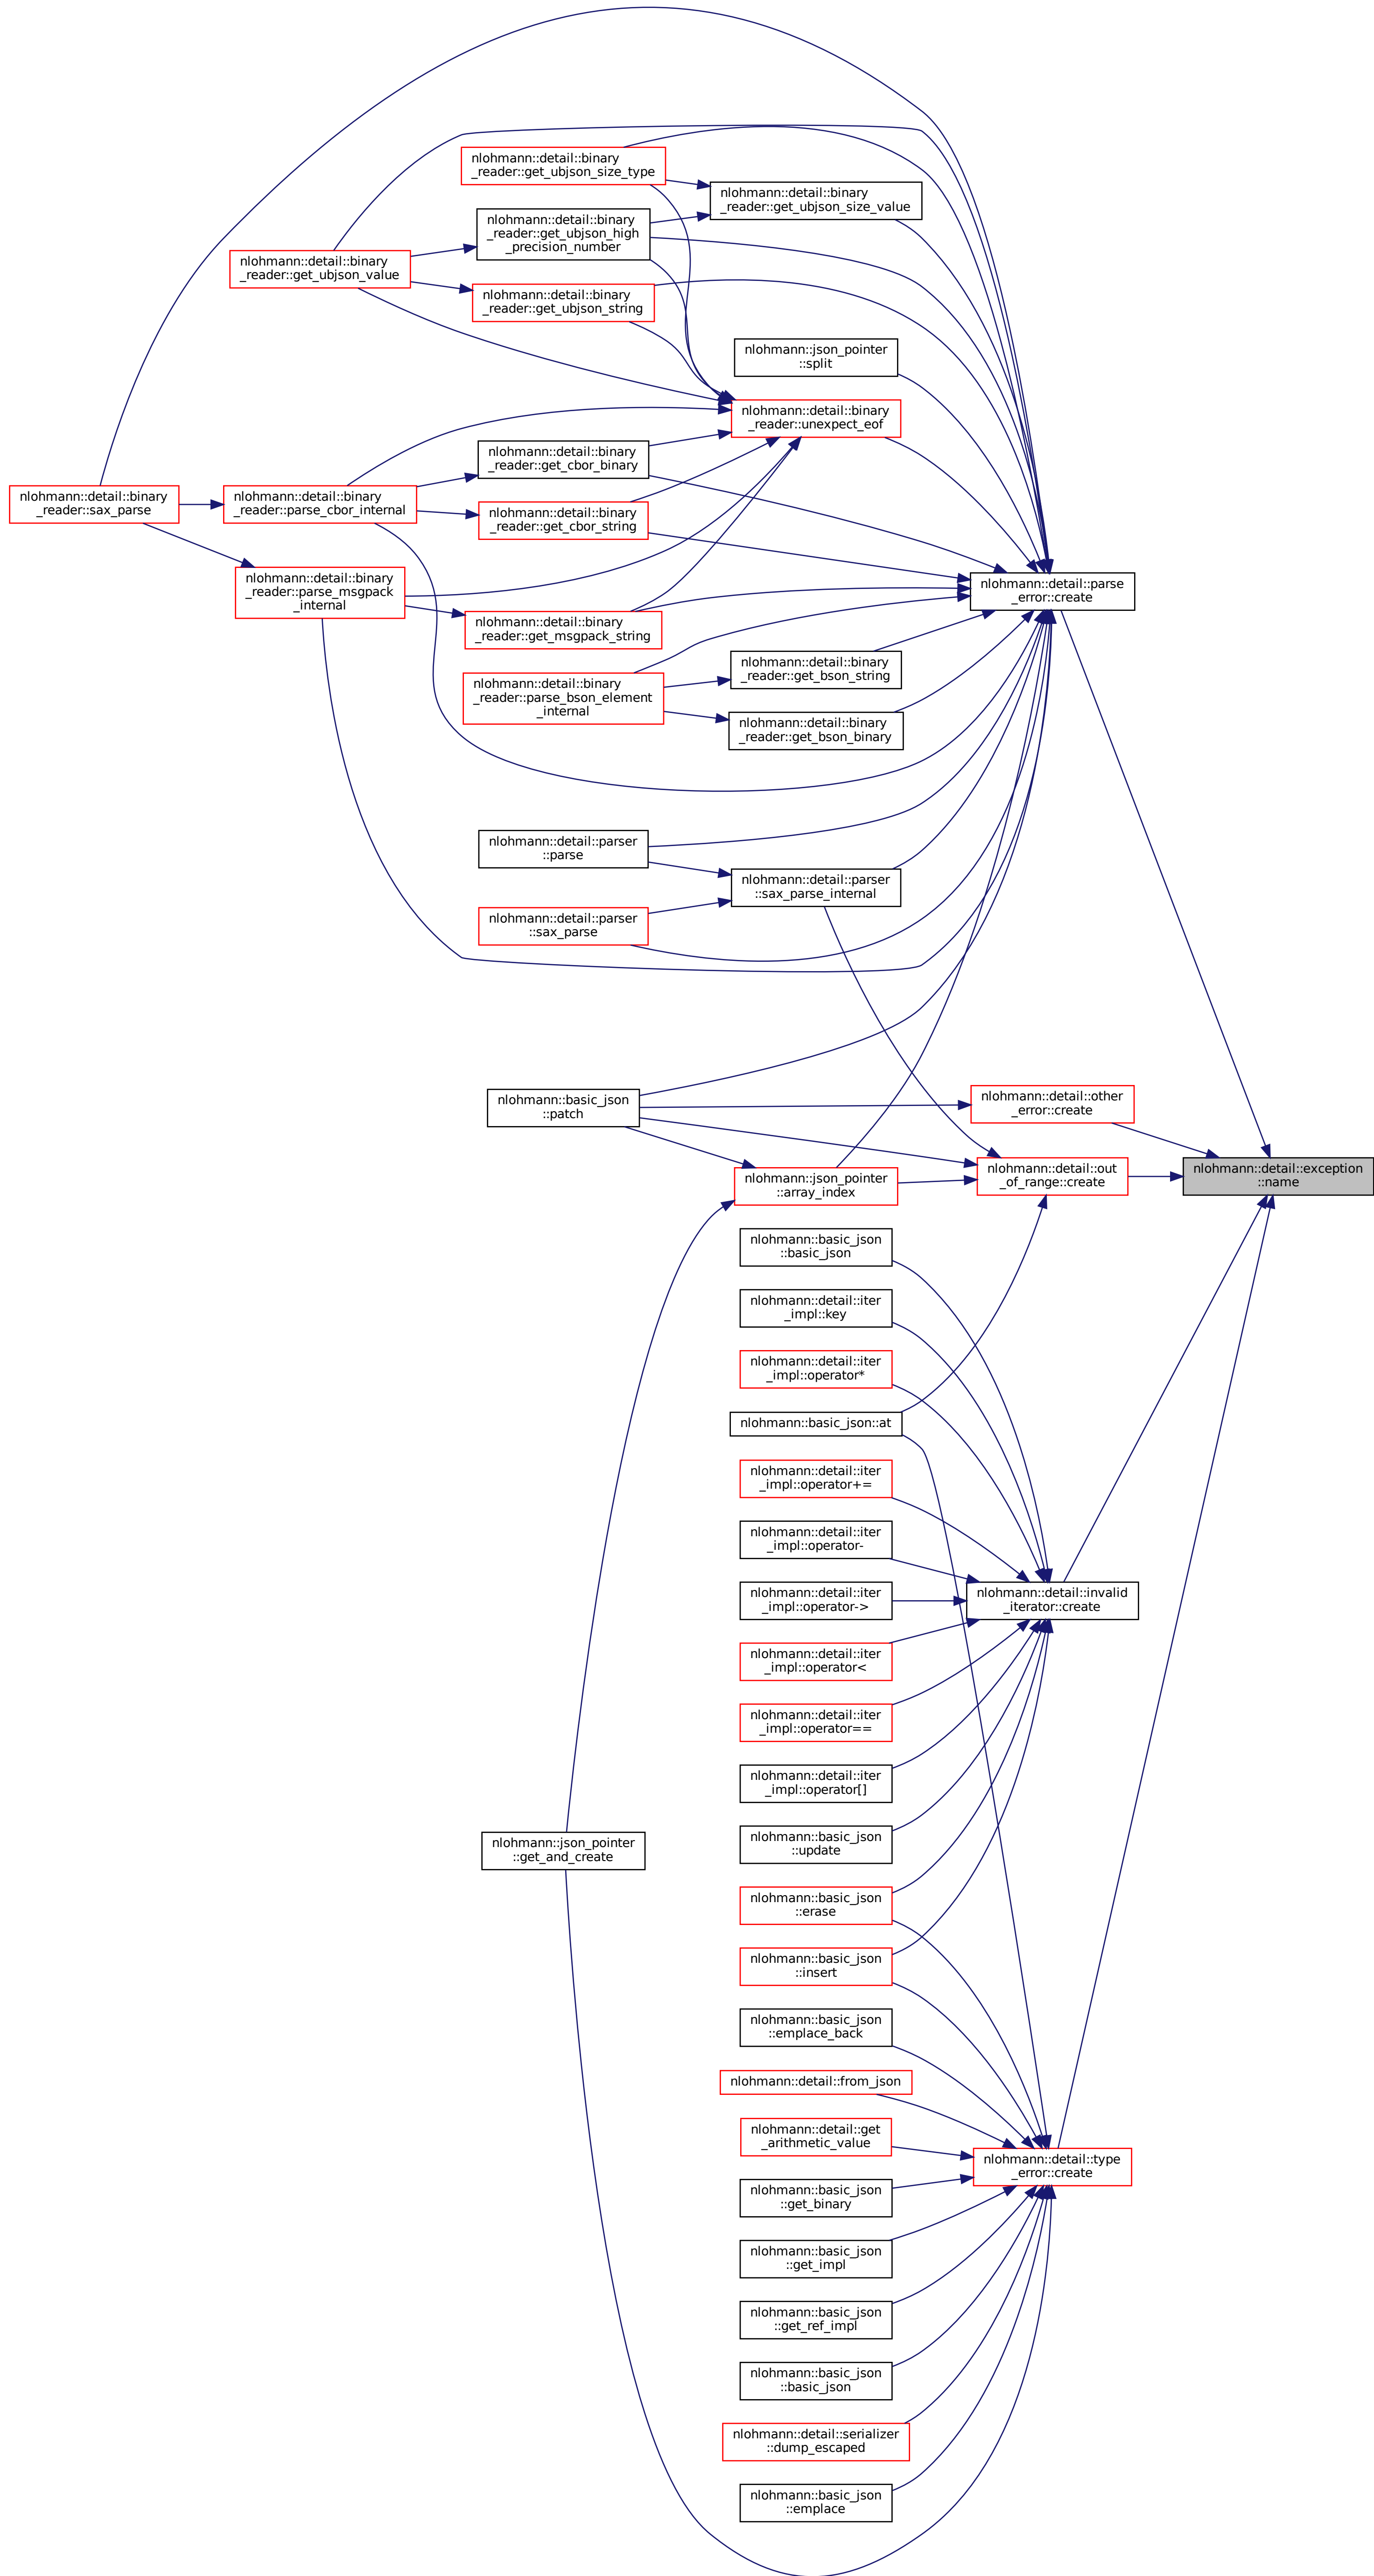 nlohmann::detail::binary
_reader::get_ubjson_size_type
nlohmann::detail::binary
_reader::get_ubjson_size_value
nlohmann::detail::binary
_reader::get_ubjson_high
_precision_number
nlohmann::detail::binary
_reader::get_ubjson_value
nlohmann::detail::binary
_reader::get_ubjson_string
nlohmann::json_pointer
::split
nlohmann::detail::binary
_reader::unexpect_eof
nlohmann::detail::binary
_reader::get_cbor_binary
nlohmann::detail::binary
_reader::sax_parse
nlohmann::detail::binary
_reader::parse_cbor_internal
nlohmann::detail::binary
_reader::get_cbor_string
nlohmann::detail::binary
_reader::parse_msgpack
_internal
nlohmann::detail::parse
_error::create
nlohmann::detail::binary
_reader::get_msgpack_string
nlohmann::detail::binary
_reader::get_bson_string
nlohmann::detail::binary
_reader::parse_bson_element
_internal
nlohmann::detail::binary
_reader::get_bson_binary
nlohmann::detail::parser
::parse
nlohmann::detail::parser
::sax_parse_internal
nlohmann::detail::parser
::sax_parse
nlohmann::basic_json
::patch
nlohmann::detail::other
_error::create
nlohmann::json_pointer
::array_index
nlohmann::detail::out
_of_range::create
nlohmann::detail::exception
::name
nlohmann::basic_json
::basic_json
nlohmann::detail::iter
_impl::key
nlohmann::detail::iter
_impl::operator*
nlohmann::basic_json::at
nlohmann::detail::iter
_impl::operator+=
nlohmann::detail::iter
_impl::operator-
nlohmann::detail::iter
_impl::operator->
nlohmann::detail::invalid
_iterator::create
nlohmann::detail::iter
_impl::operator<
nlohmann::detail::iter
_impl::operator==
nlohmann::detail::iter
_impl::operator[]
nlohmann::basic_json
::update
nlohmann::json_pointer
::get_and_create
nlohmann::basic_json
::erase
nlohmann::basic_json
::insert
nlohmann::basic_json
::emplace_back
nlohmann::detail::from_json
nlohmann::detail::get
_arithmetic_value
nlohmann::detail::type
_error::create
nlohmann::basic_json
::get_binary
nlohmann::basic_json
::get_impl
nlohmann::basic_json
::get_ref_impl
nlohmann::basic_json
::basic_json
nlohmann::detail::serializer
::dump_escaped
nlohmann::basic_json
::emplace